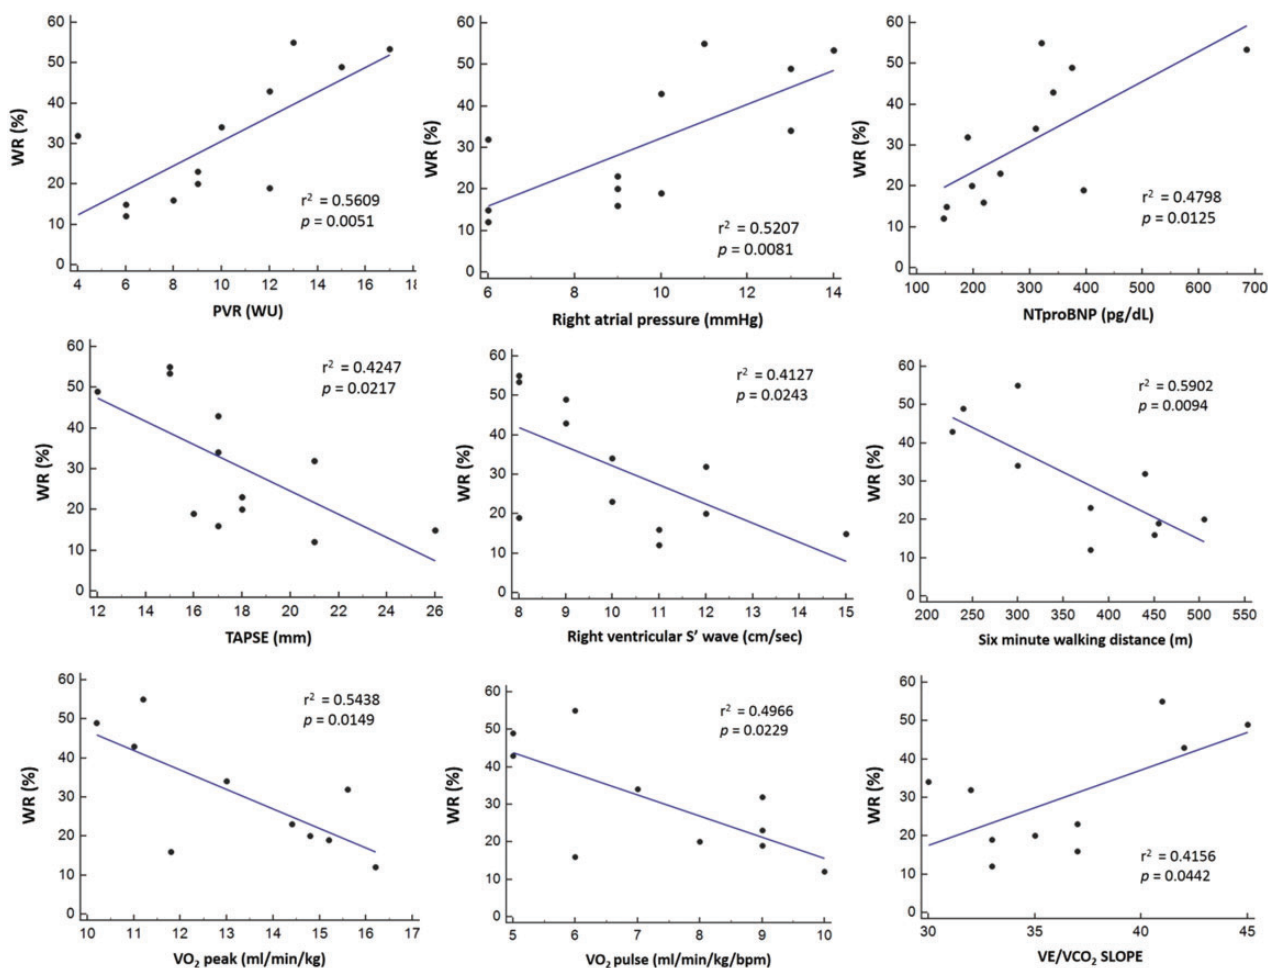 60
50
40
30
20
10
0
WR (%)
r² = 0.5609
p = 0.0051
4 6 8 10 12 14 16 18
PVR (WU)
60
50
40
30
20
10
0
WR (%)
r² = 0.5207
p = 0.0081
6 8 10 12 14
Right atrial pressure (mmHg)
60
50
40
30
20
10
0
WR (%)
r² = 0.4798
p = 0.0125
100 200 300 400 500 600 700
NTproBNP (pg/dL)
60
50
40
30
20
10
0
WR (%)
r² = 0.4247
p = 0.0217
12 14 16 18 20 22 24 26
TAPSE (mm)
60
50
40
30
20
10
0
WR (%)
r² = 0.4127
p = 0.0243
8 9 10 11 12 13 14 15
Right ventricular S' wave (cm/sec)
60
50
40
30
20
10
0
WR (%)
r² = 0.5902
p = 0.0094
200 250 300 350 400 450 500 550
Six minute walking distance (m)
60
50
40
30
20
10
0
WR (%)
r² = 0.5438
p = 0.0149
10 11 12 13 14 15 16 17
VO₂ peak (ml/min/kg)
60
50
40
30
20
10
0
WR (%)
r² = 0.4966
p = 0.0229
5 6 7 8 9 10
VO₂ pulse (ml/min/kg/bpm)
60
50
40
30
20
10
0
WR (%)
r² = 0.4156
p = 0.0442
30 35 40 45
VE/VCO₂ SLOPE